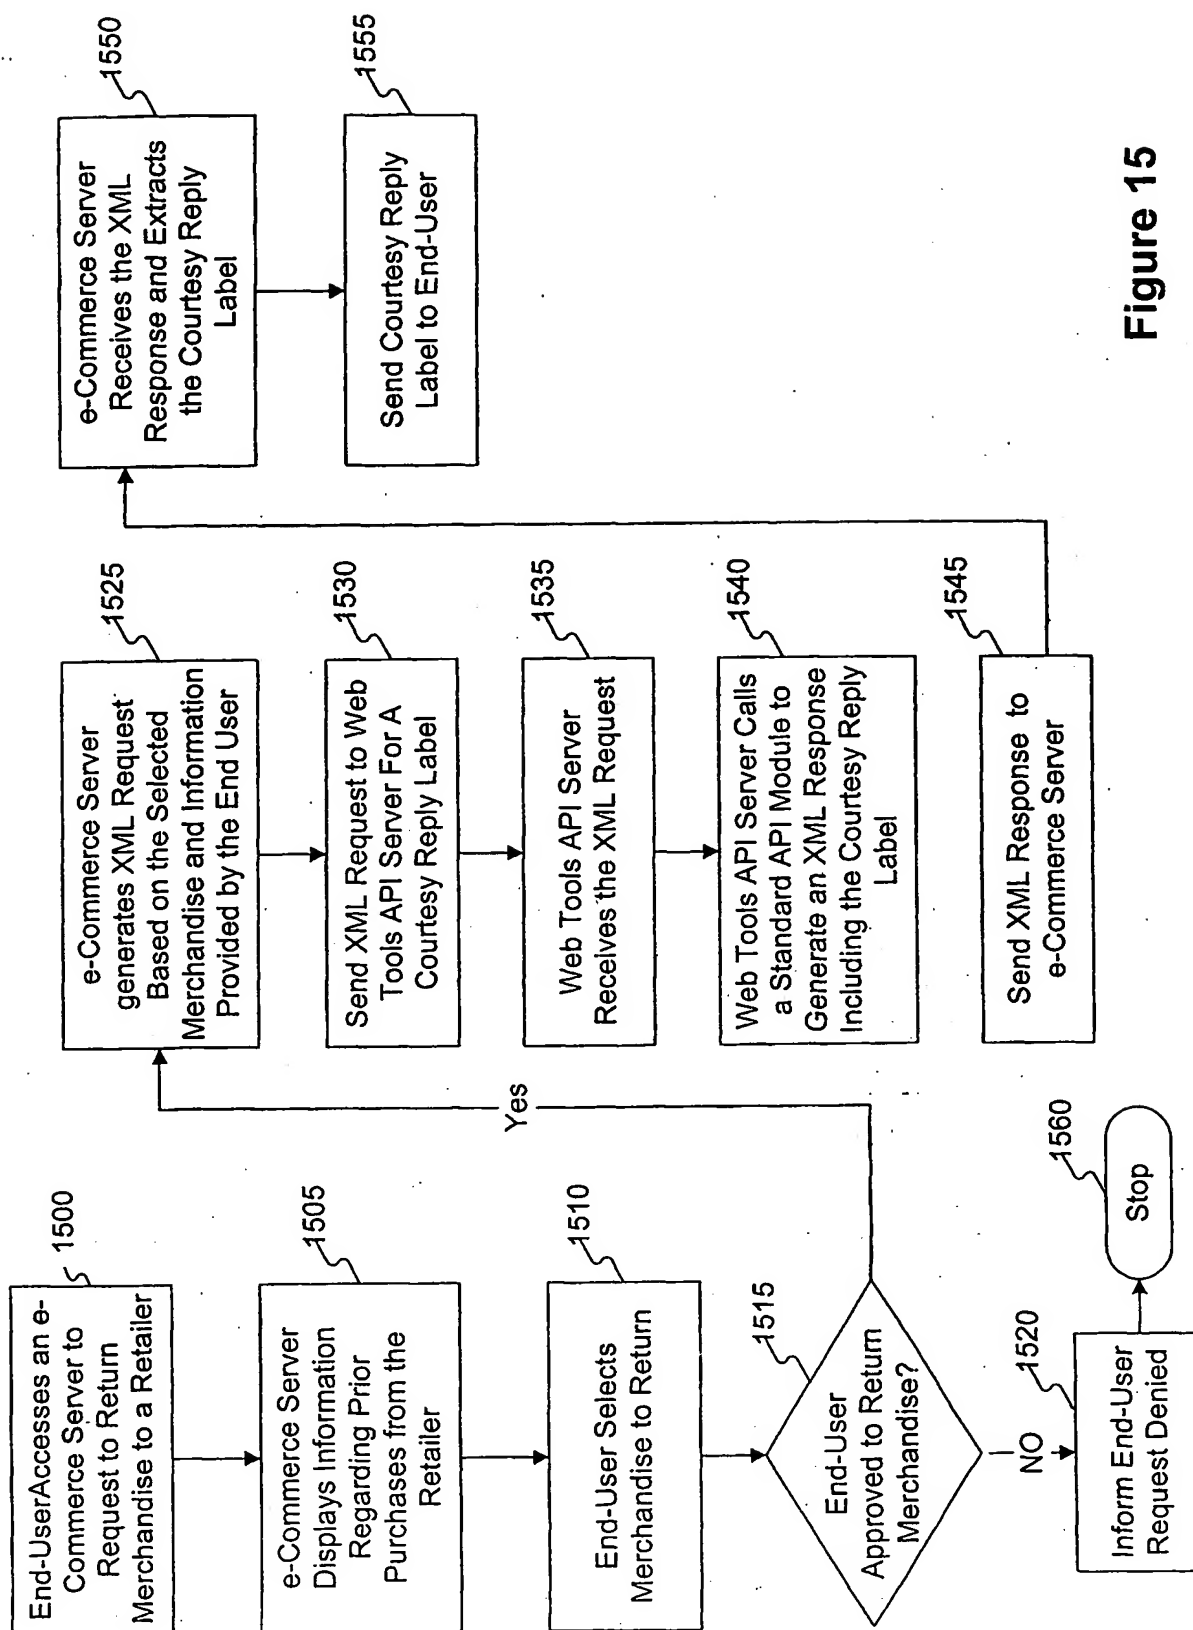 End-UserAccesses an e-
Commerce Server to
Request to Return
Merchandise to a Retailer
1500
e-Commerce Server
Displays Information
Regarding Prior
Purchases from the
Retailer
1505
End-User Selects
Merchandise to Return
1510
End-User
Approved to Return
Merchandise?
1515
Yes
NO
Inform End-User
Request Denied
1520
Stop
1560
e-Commerce Server
generates XML Request
Based on the Selected
Merchandise and Information
Provided by the End User
1525
Send XML Request to Web
Tools API Server For A
Courtesy Reply Label
1530
Web Tools API Server
Receives the XML Request
1535
Web Tools API Server Calls
a Standard API Module to
Generate an XML Response
Including the Courtesy Reply
Label
1540
Send XML Response to
e-Commerce Server
1545
e-Commerce Server
Receives the XML
Response and Extracts
the Courtesy Reply
Label
1550
Send Courtesy Reply
Label to End-User
1555
Figure 15